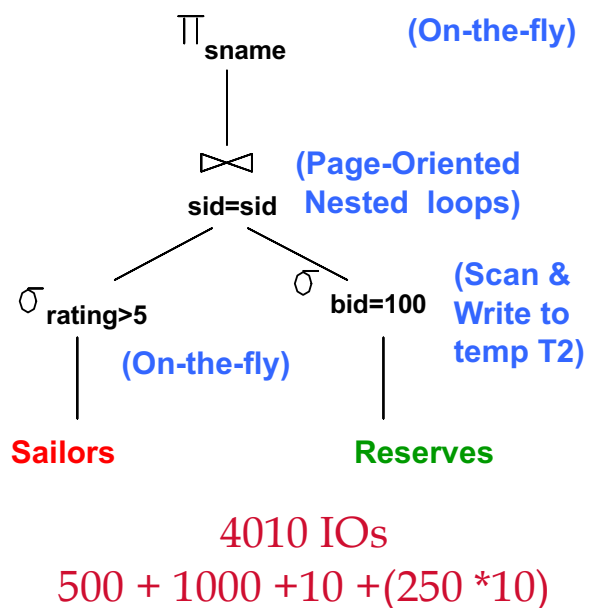 π sname (On-the-fly)
⋈ (Page-Oriented
sid=sid Nested loops)
σ rating>5 σ bid=100 (Scan &
Write to
temp T2)
(On-the-fly)
Sailors Reserves
4010 IOs
500 + 1000 +10 +(250 *10)